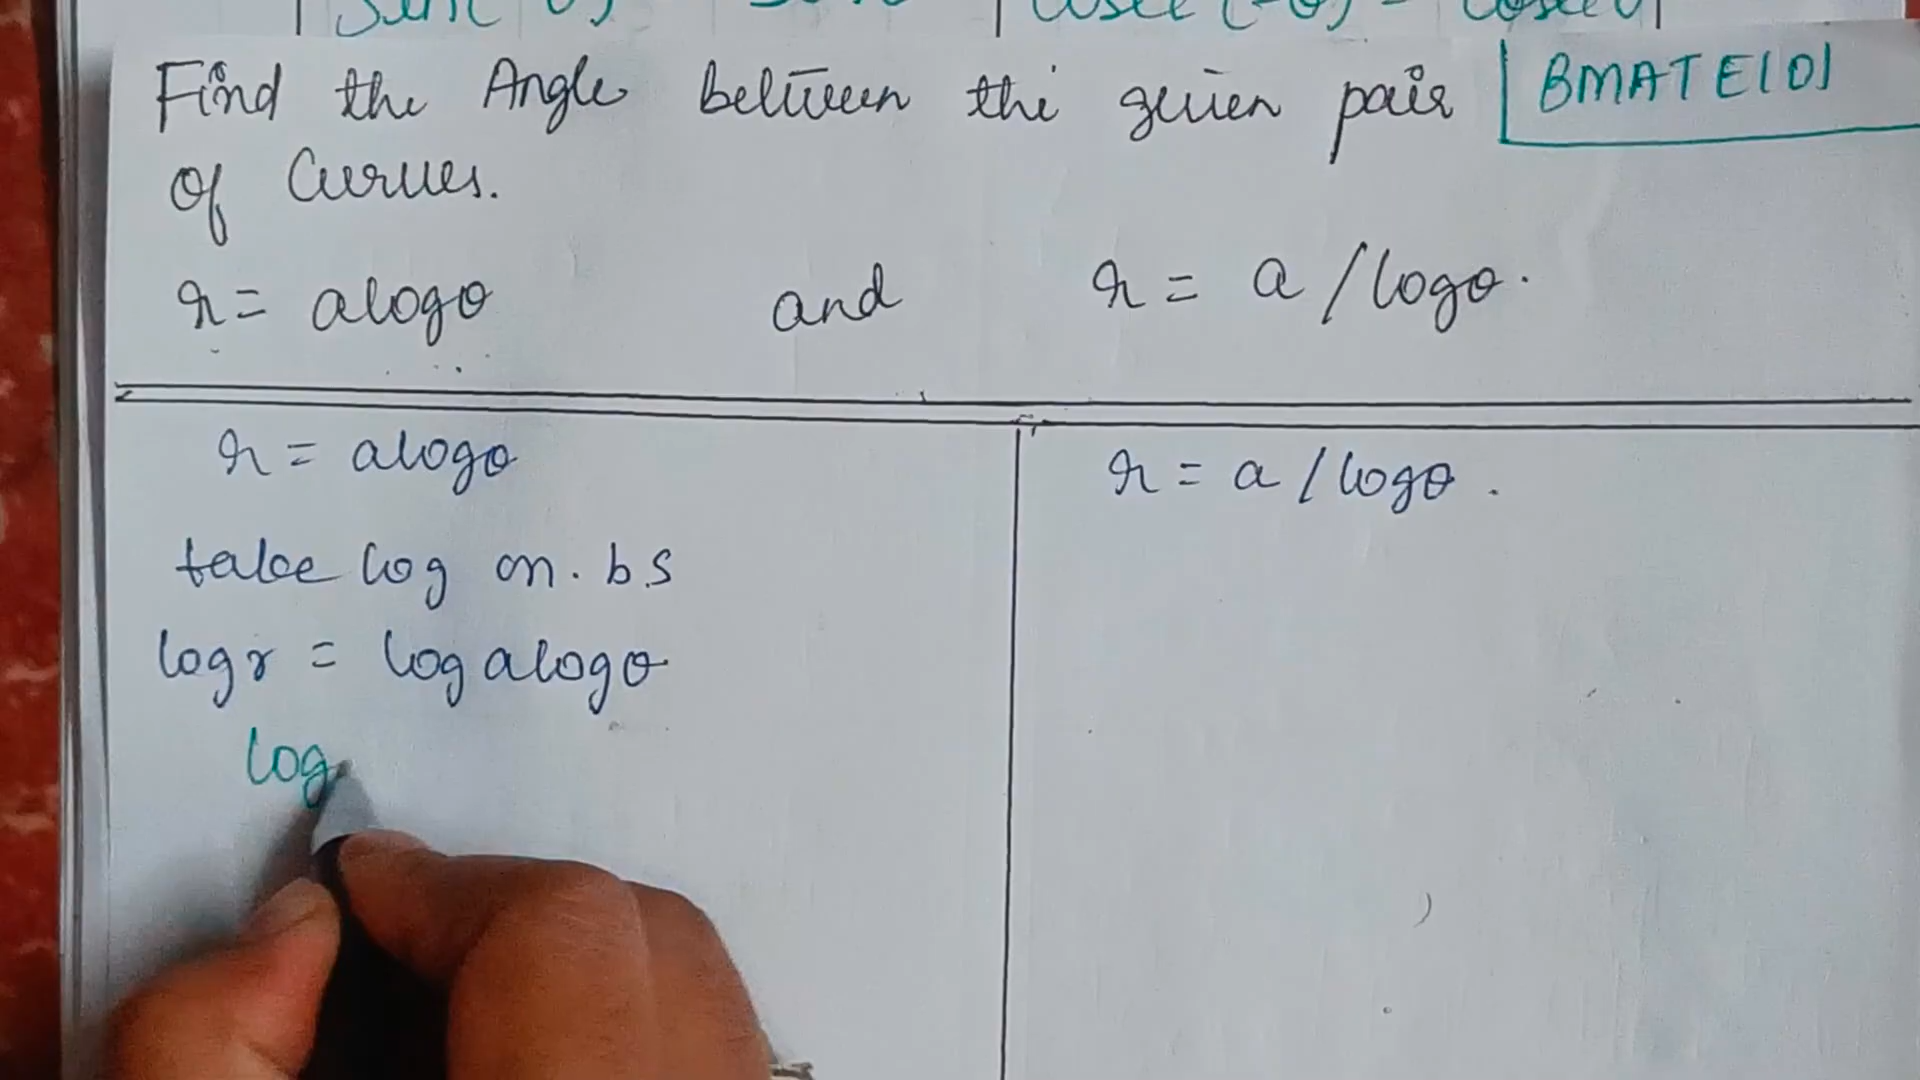 Find the Angle between the given pair
BMATE101
of Curves.
r = alogθ and r = a / logθ.
r = alogθ
r = a / logθ.
take log on. b.s
log r = log alogθ
log